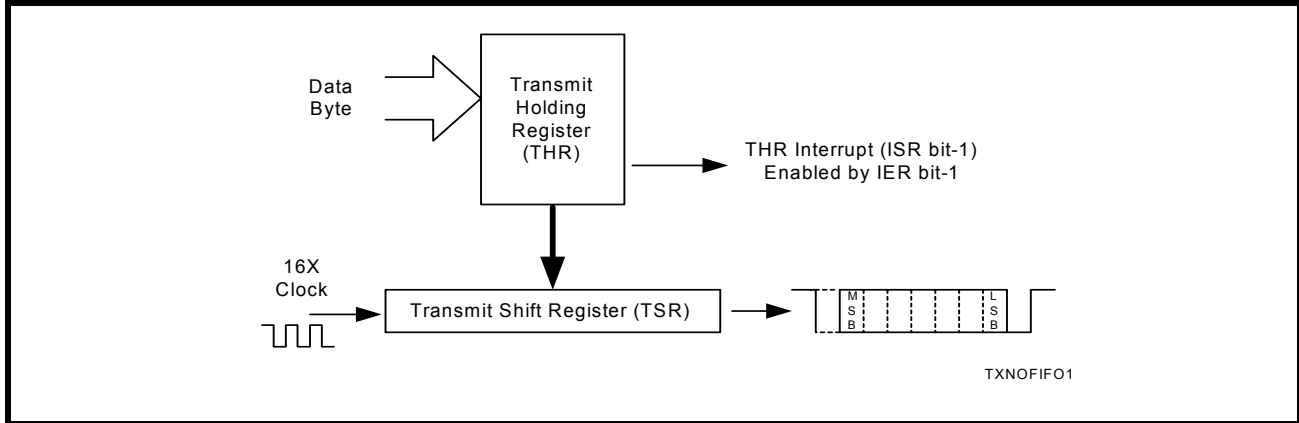 Data
Byte
Transmit
Holding
Register
(THR)
THR Interrupt (ISR bit-1)
Enabled by IER bit-1
16X
Clock
Transmit Shift Register (TSR)
M
S
B
L
S
B
TXNOFIFO1